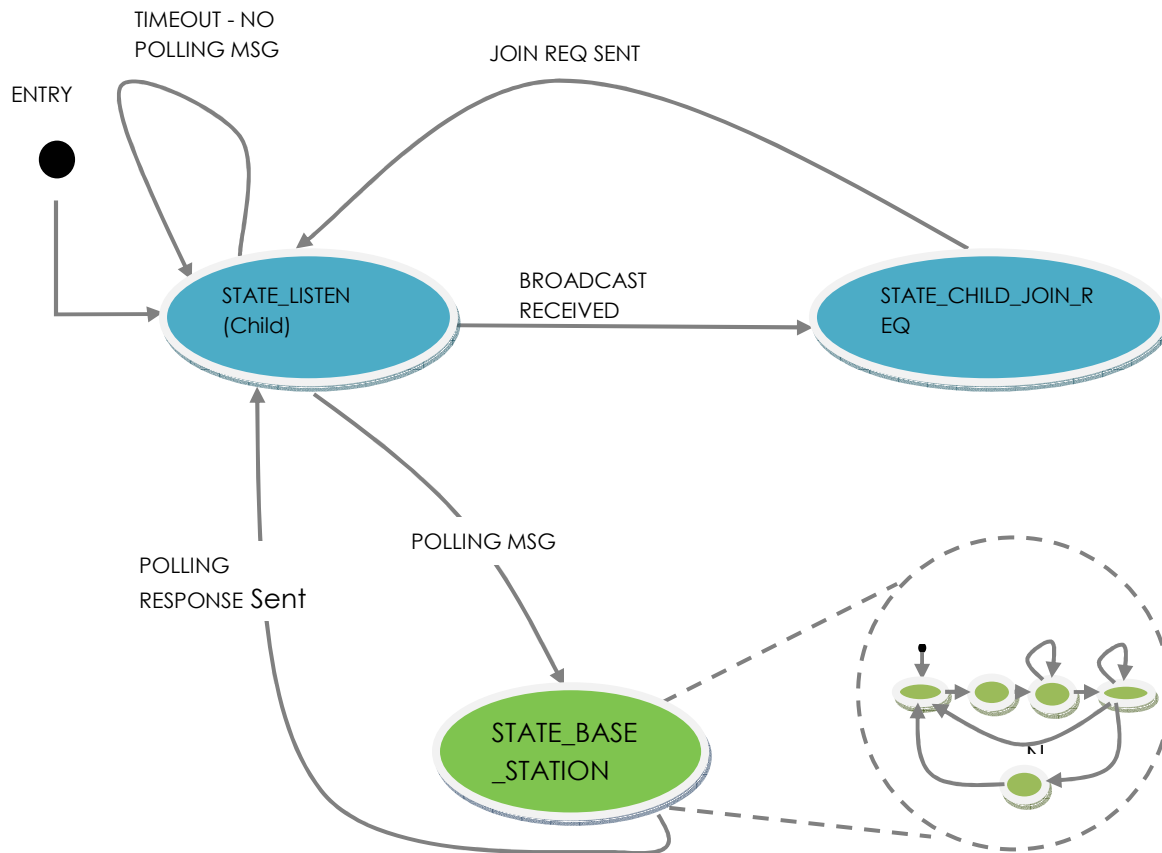 TIMEOUT - NO
POLLING MSG
JOIN REQ SENT
ENTRY
STATE_LISTEN
(Child)
BROADCAST
RECEIVED
STATE_CHILD_JOIN_R
EQ
POLLING MSG
POLLING
RESPONSE Sent
STATE_BASE
_STATION